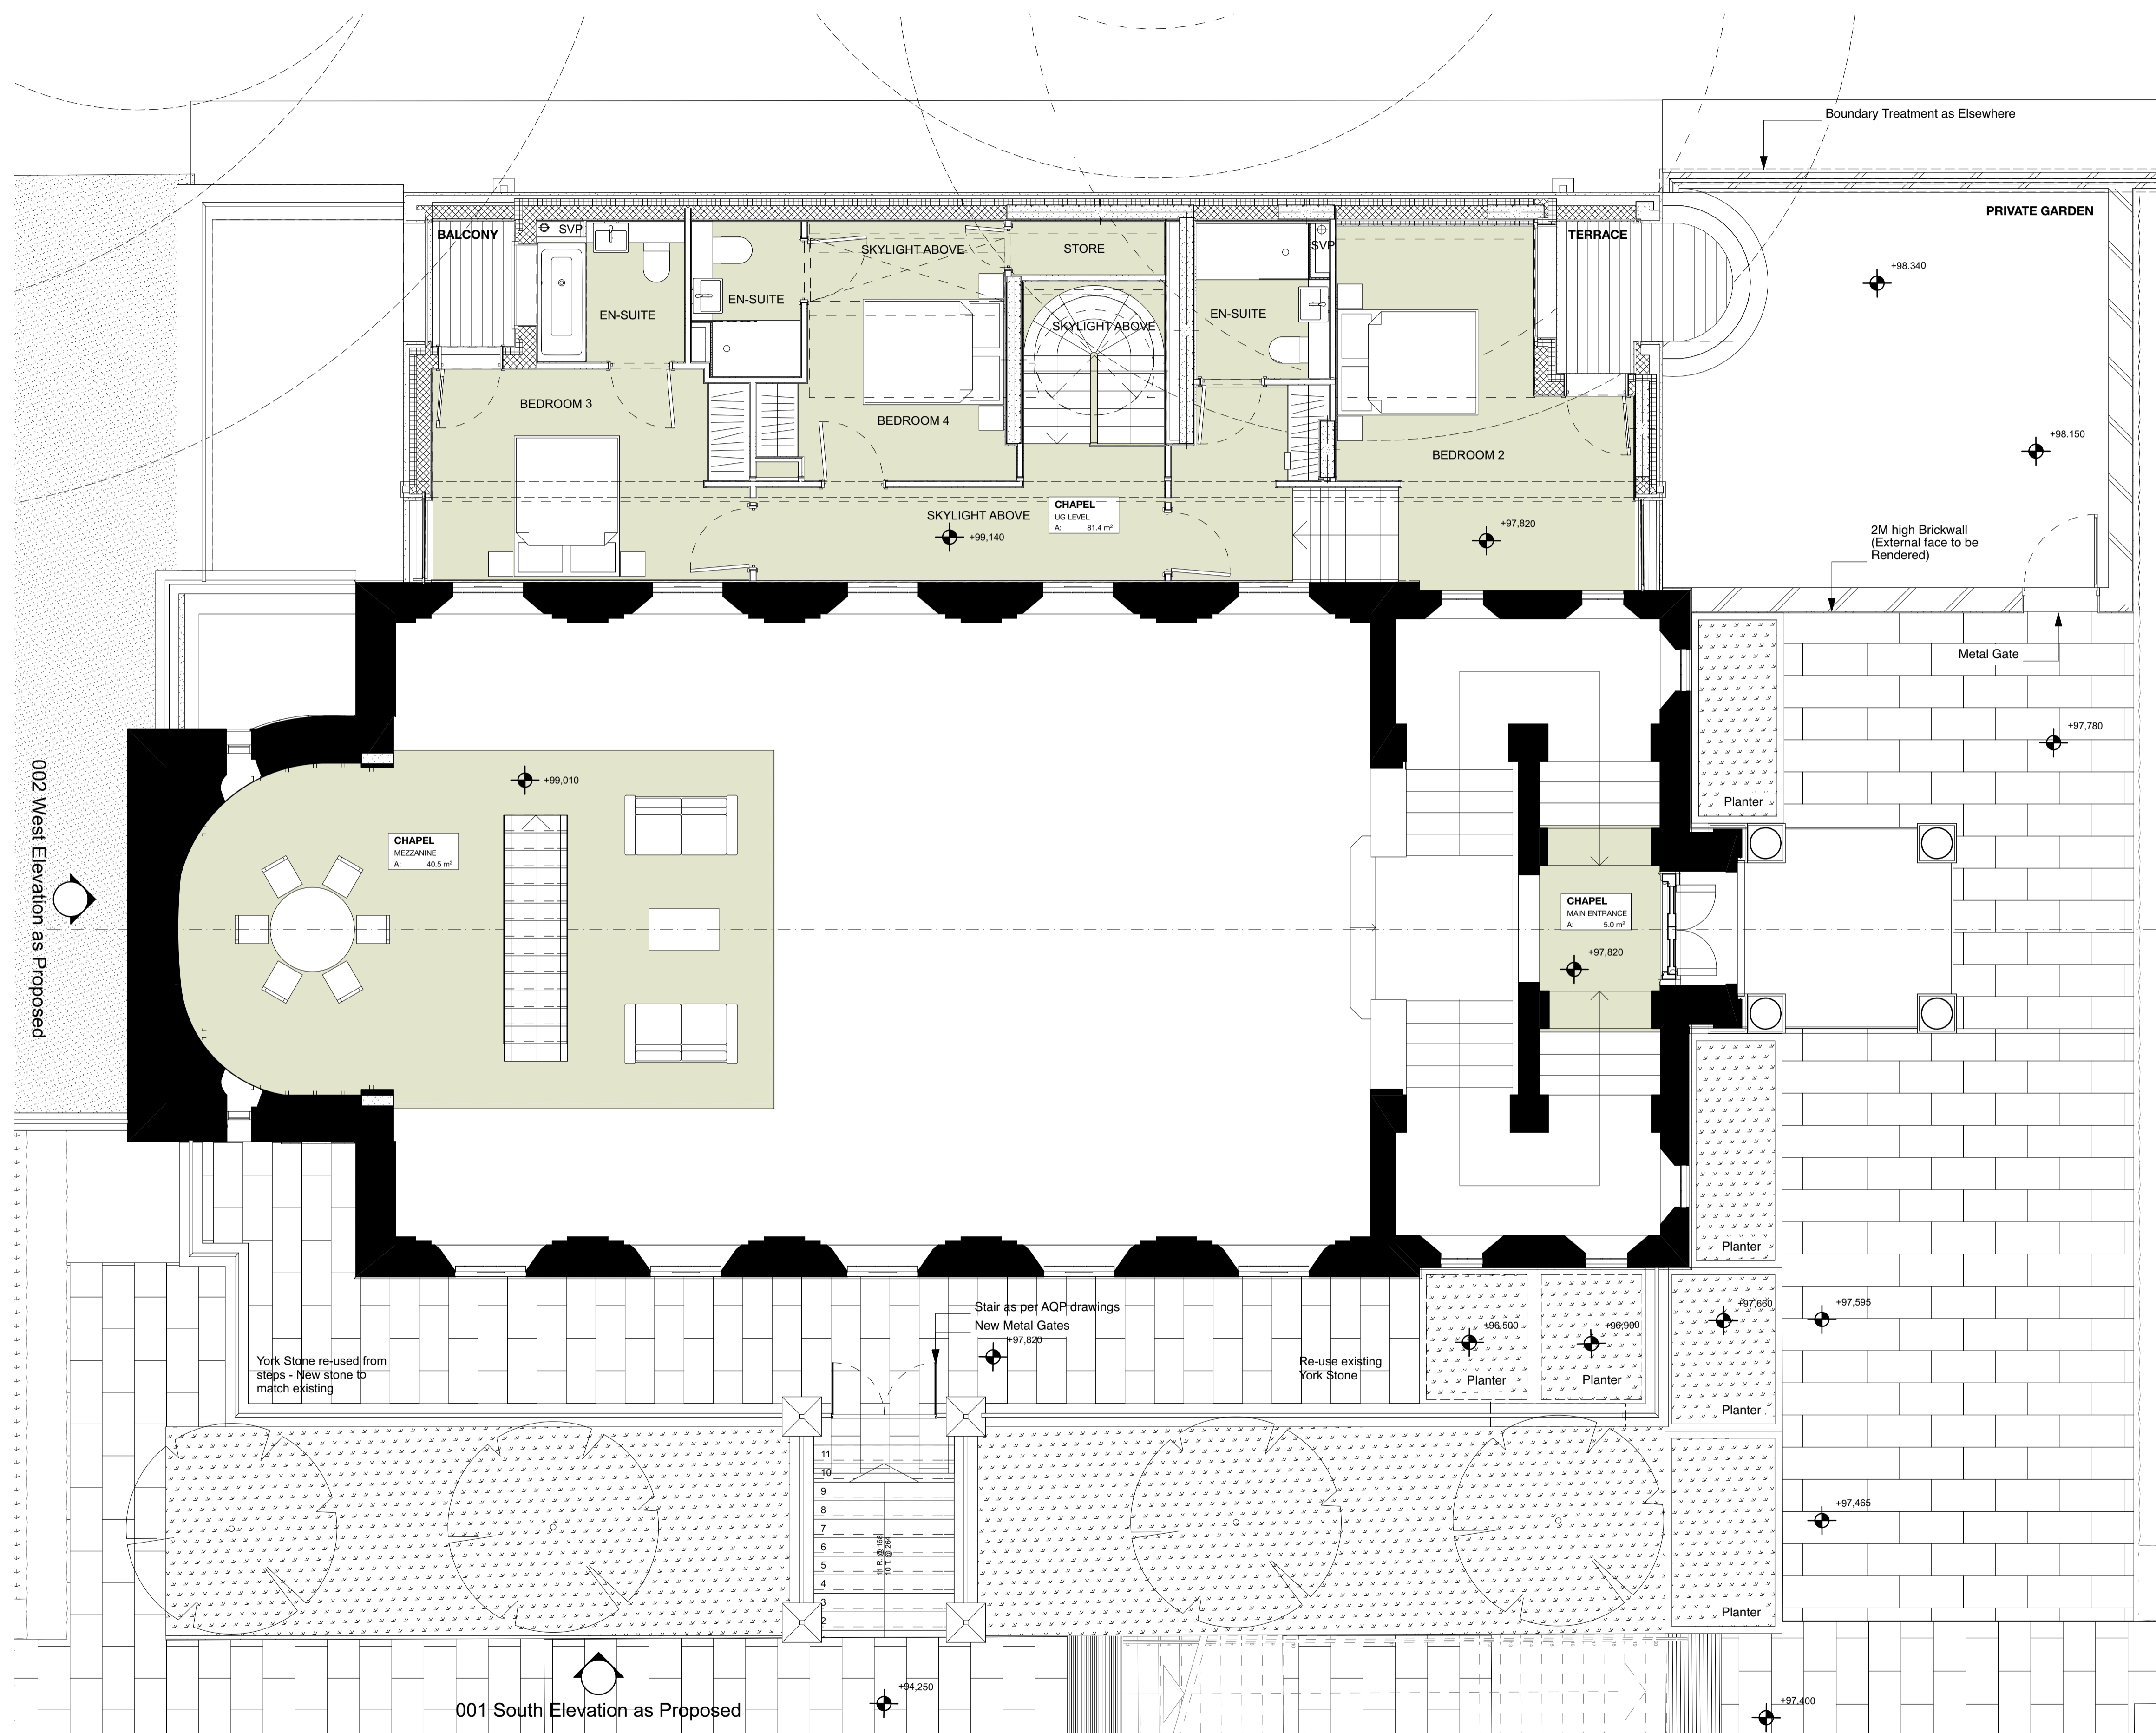 Boundary Treatment as Elsewhere
PRIVATE GARDEN
BALCONY
SVP
SKYLIGHT ABOVE
STORE
SVP
TERRACE
+98.340
EN-SUITE
EN-SUITE
SKYLIGHT ABOVE
EN-SUITE
BEDROOM 3
BEDROOM 4
BEDROOM 2
+98.150
CHAPEL
UG LEVEL
A: 81.4 m²
SKYLIGHT ABOVE
+99,140
+97,820
2M high Brickwall
(External face to be
Rendered)
Metal Gate
+97,780
+99,010
Planter
CHAPEL
MEZZANINE
A: 40.5 m²
002 West Elevation as Proposed
CHAPEL
MAIN ENTRANCE
A: 5.0 m²
+97,820
Planter
Stair as per AQP drawings
New Metal Gates
+97,820
+96,500
+96,900
+97,660
+97,595
York Stone re-used from
steps - New stone to
match existing
Re-use existing
York Stone
Planter
Planter
Planter
11
10
9
8
7
6
5
4
3
2
11 R. @ 168
10 T. @ 264
+97,465
Planter
+94,250
001 South Elevation as Proposed
+97,400